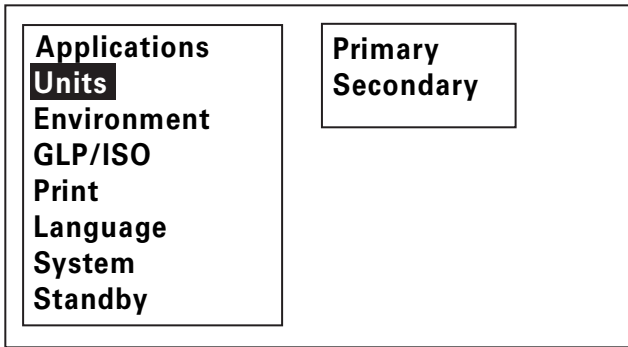 Applications
Units
Environment
GLP/ISO
Print
Language
System
Standby
Primary
Secondary